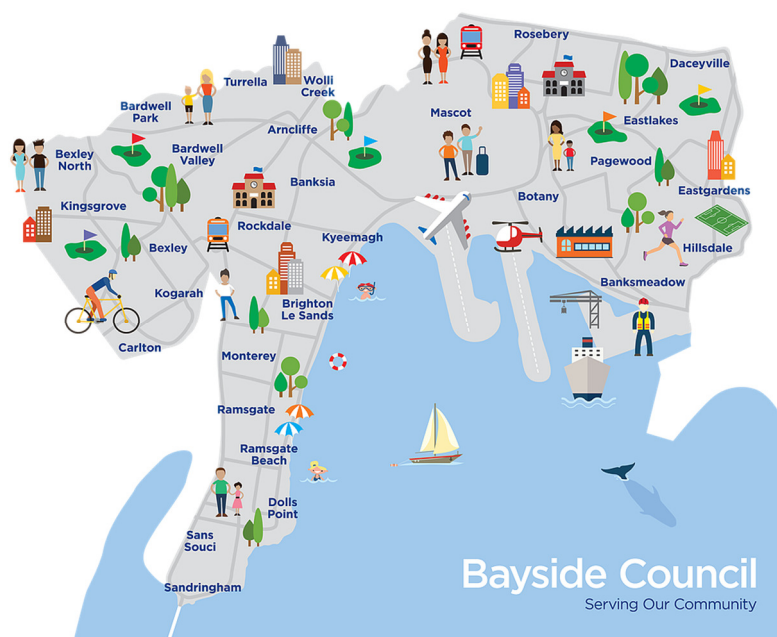 Rosebery
Daceyville
Turrella
Wolli
Creek
Bardwell
Park
Mascot
Eastlakes
Arncliffe
Bexley
North
Bardwell
Valley
Pagewood
Banksia
Eastgardens
Botany
Kingsgrove
Rockdale
Kyeemagh
Bexley
Hillsdale
Banksmeadow
Kogarah
Brighton
Le Sands
Carlton
Monterey
Ramsgate
Ramsgate
Beach
Dolls
Point
Sans
Souci
Sandringham
Bayside Council
Serving Our Community